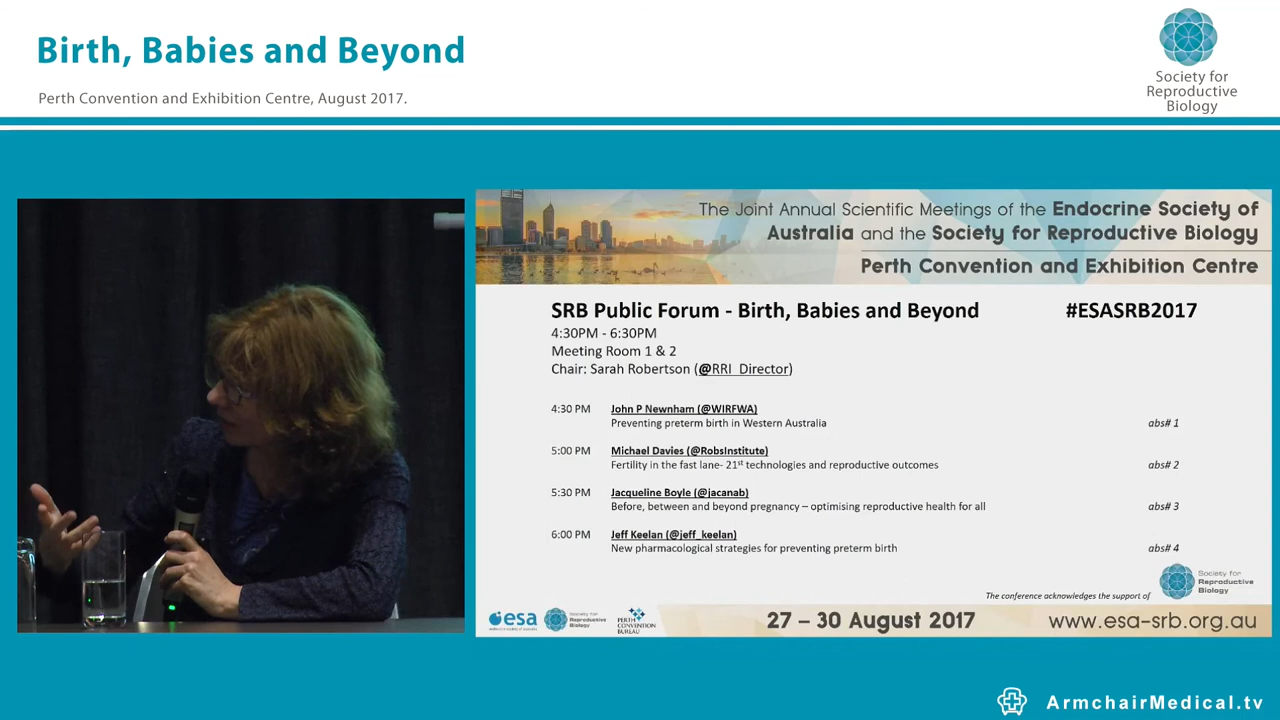 Birth, Babies and Beyond
Perth Convention and Exhibition Centre, August 2017.
Society for
Reproductive
Biology
The Joint Annual Scientific Meetings of the Endocrine Society of
Australia and the Society for Reproductive Biology
Perth Convention and Exhibition Centre
SRB Public Forum - Birth, Babies and Beyond #ESASRB2017
4:30PM - 6:30PM
Meeting Room 1 & 2
Chair: Sarah Robertson (@RRI_Director)
4:30 PM John P Newnham (@WIRFWA)
Preventing preterm birth in Western Australia abs# 1
5:00 PM Michael Davies (@RobsInstitute)
Fertility in the fast lane- 21st technologies and reproductive outcomes abs# 2
5:30 PM Jacqueline Boyle (@jacanab)
Before, between and beyond pregnancy – optimising reproductive health for all abs# 3
6:00 PM Jeff Keelan (@jeff_keelan)
New pharmacological strategies for preventing preterm birth abs# 4
The conference acknowledges the support of
Society for
Reproductive
Biology
esa
Society for
Reproductive
Biology
PERTH
CONVENTION
BUREAU
27 – 30 August 2017
www.esa-srb.org.au
ArmchairMedical.tv